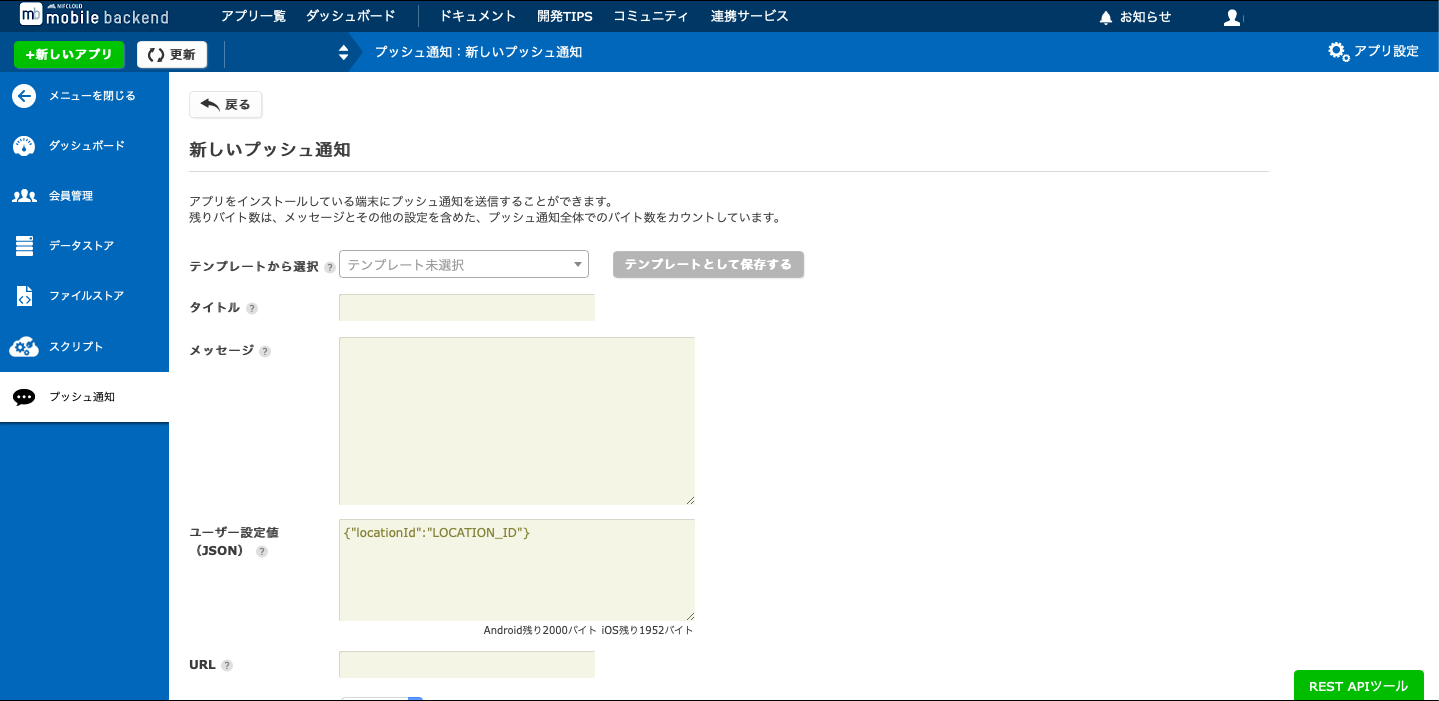 mb NIFCLOUD mobile backend アプリ一覧 ダッシュボード ドキュメント 開発TIPS コミュニティ 連携サービス お知らせ
+新しいアプリ 更新 プッシュ通知：新しいプッシュ通知 アプリ設定
メニューを閉じる
ダッシュボード
会員管理
データストア
ファイルストア
スクリプト
プッシュ通知
戻る
新しいプッシュ通知
アプリをインストールしている端末にプッシュ通知を送信することができます。
残りバイト数は、メッセージとその他の設定を含めた、プッシュ通知全体でのバイト数をカウントしています。
テンプレートから選択 ? テンプレート未選択 テンプレートとして保存する
タイトル ?
メッセージ ?
ユーザー設定値
（JSON） ?
{"locationId":"LOCATION_ID"}
Android残り2000バイト iOS残り1952バイト
URL ?
REST APIツール